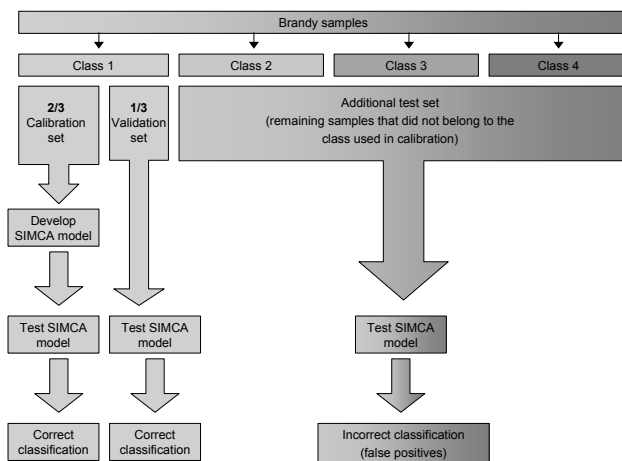 Brandy samples
Class 1
Class 2
Class 3
Class 4
2/3
Calibration
set
1/3
Validation
set
Additional test set
(remaining samples that did not belong to the
class used in calibration)
Develop
SIMCA model
Test SIMCA
model
Test SIMCA
model
Test SIMCA
model
Correct
classification
Correct
classification
Incorrect classification
(false positives)